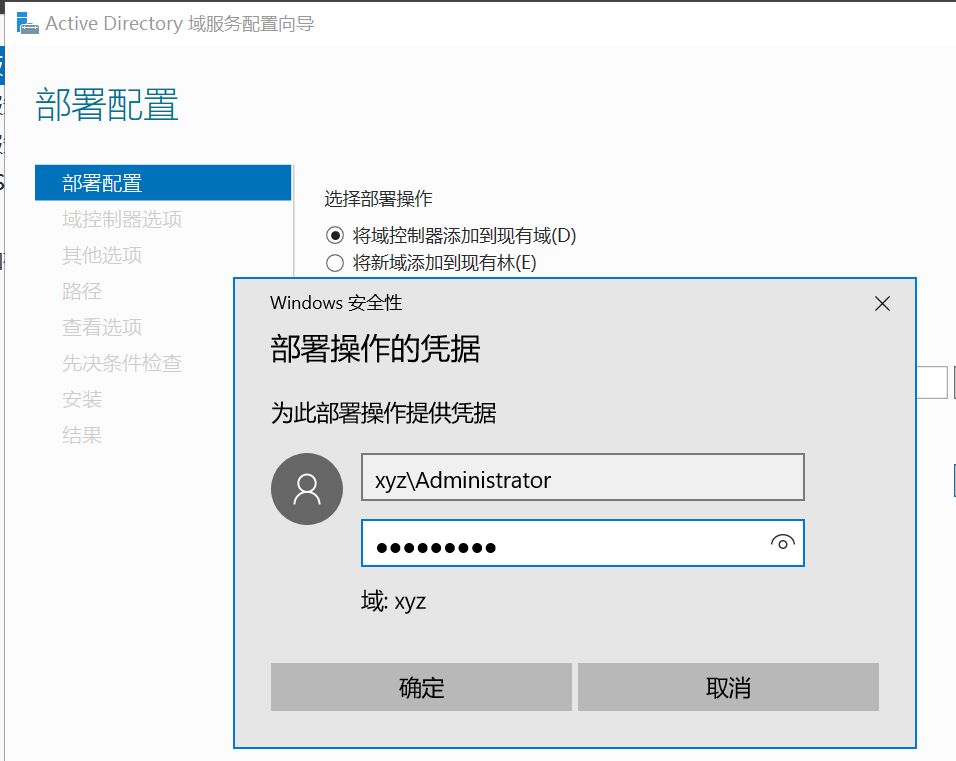 Active Directory 域服务配置向导
部署配置
部署配置
域控制器选项
其他选项
路径
查看选项
先决条件检查
安装
结果
选择部署操作
将域控制器添加到现有域(D)
将新域添加到现有林(E)
Windows 安全性
部署操作的凭据
为此部署操作提供凭据
xyz\Administrator
●●●●●●●●●
域: xyz
确定
取消